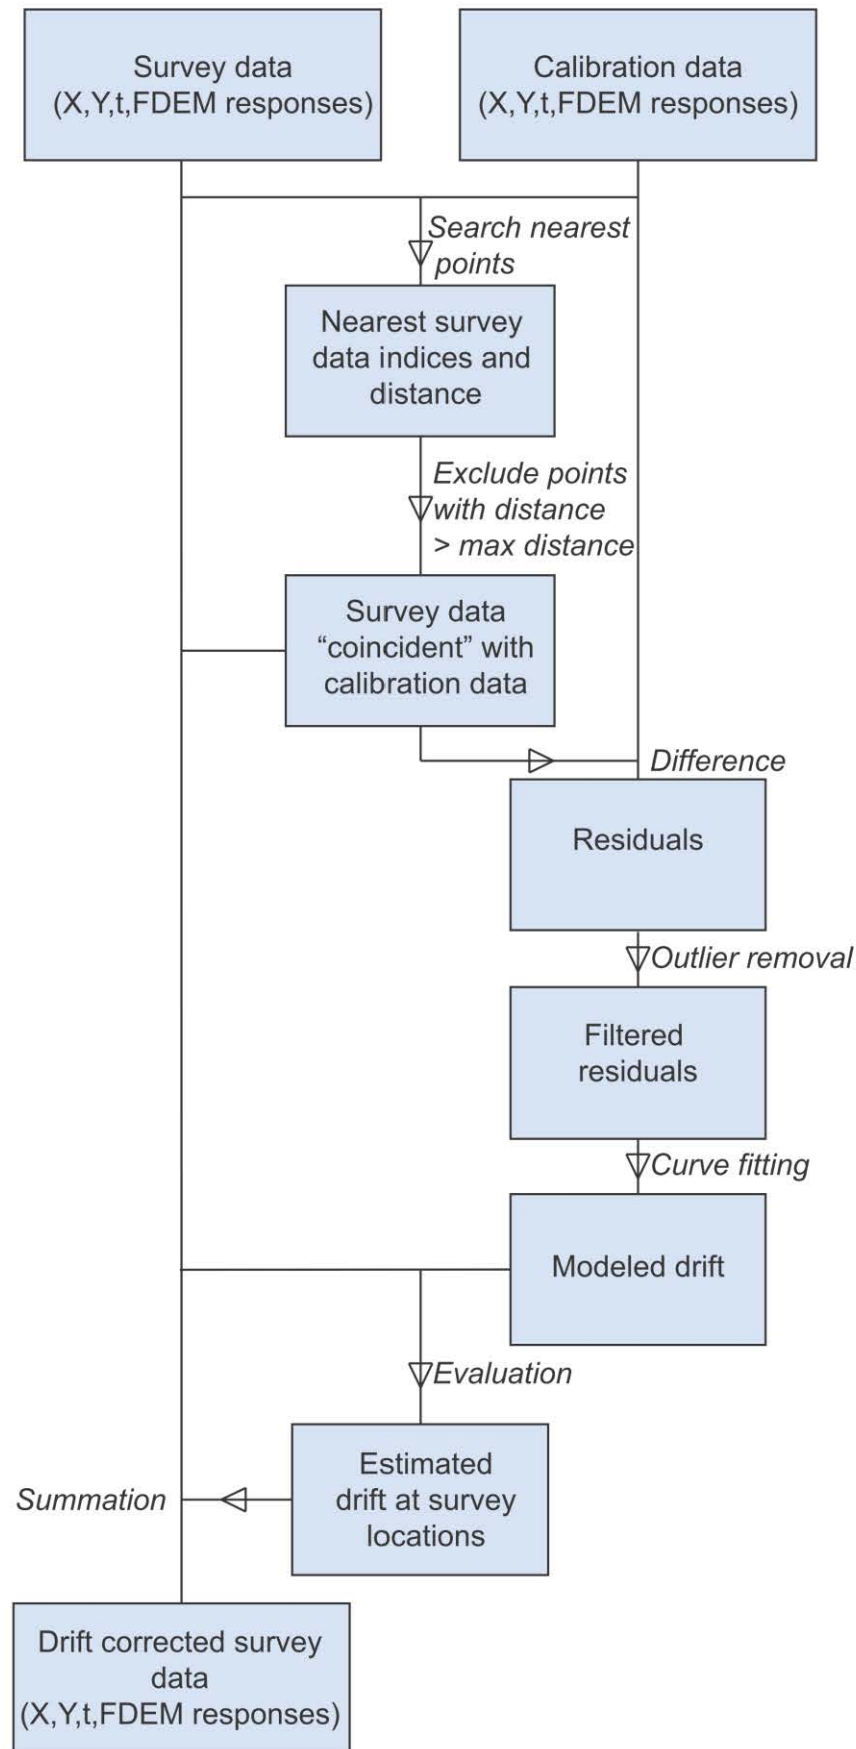 Survey data
(X,Y,t,FDEM responses)
Calibration data
(X,Y,t,FDEM responses)
Search nearest
points
Nearest survey
data indices and
distance
Exclude points
with distance
> max distance
Survey data
“coincident” with
calibration data
Difference
Residuals
Outlier removal
Filtered
residuals
Curve fitting
Modeled drift
Evaluation
Estimated
drift at survey
locations
Summation
Drift corrected survey
data
(X,Y,t,FDEM responses)